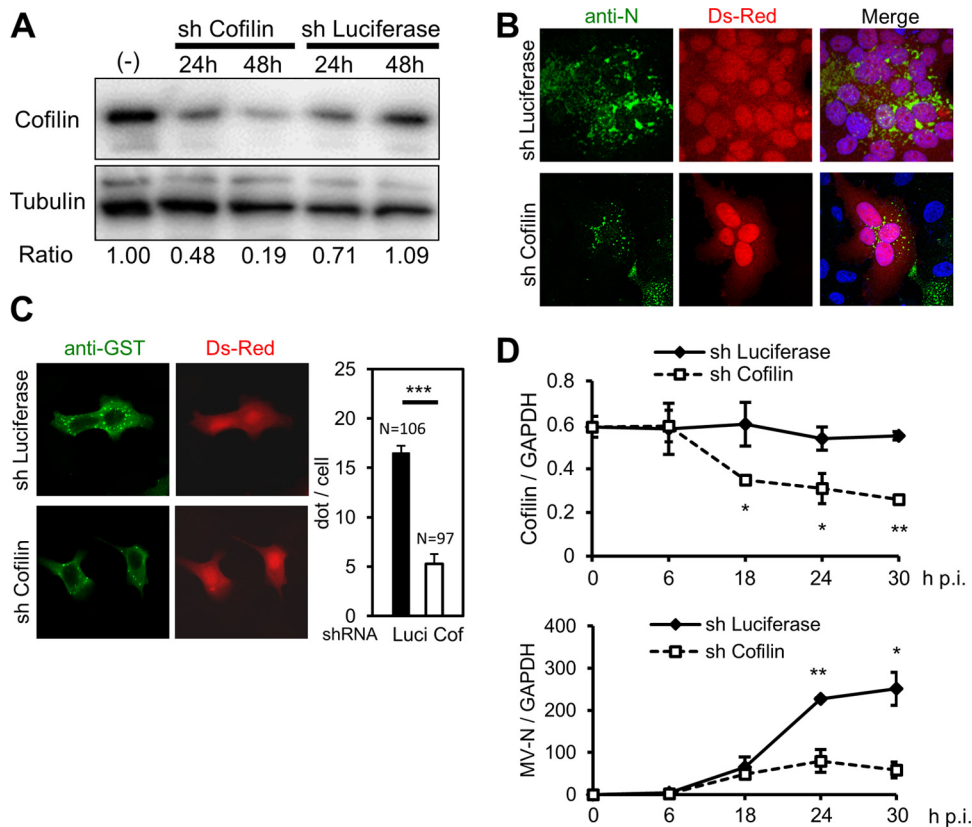 A
sh Cofilin sh Luciferase
(-) 24h 48h 24h 48h
Cofilin
Tubulin
Ratio 1.00 0.48 0.19 0.71 1.09
B
anti-N Ds-Red Merge
sh Luciferase
sh Cofilin
C
anti-GST Ds-Red
sh Luciferase
sh Cofilin
25
20
15
10
5
0
dot / cell
***
N=106
N=97
shRNA Luci Cof
D
sh Luciferase
sh Cofilin
Cofilin / GAPDH
0.8
0.6
0.4
0.2
0
* * **
0 6 18 24 30 h p.i.
sh Luciferase
sh Cofilin
MV-N / GAPDH
400
300
200
100
0
** *
0 6 18 24 30 h p.i.